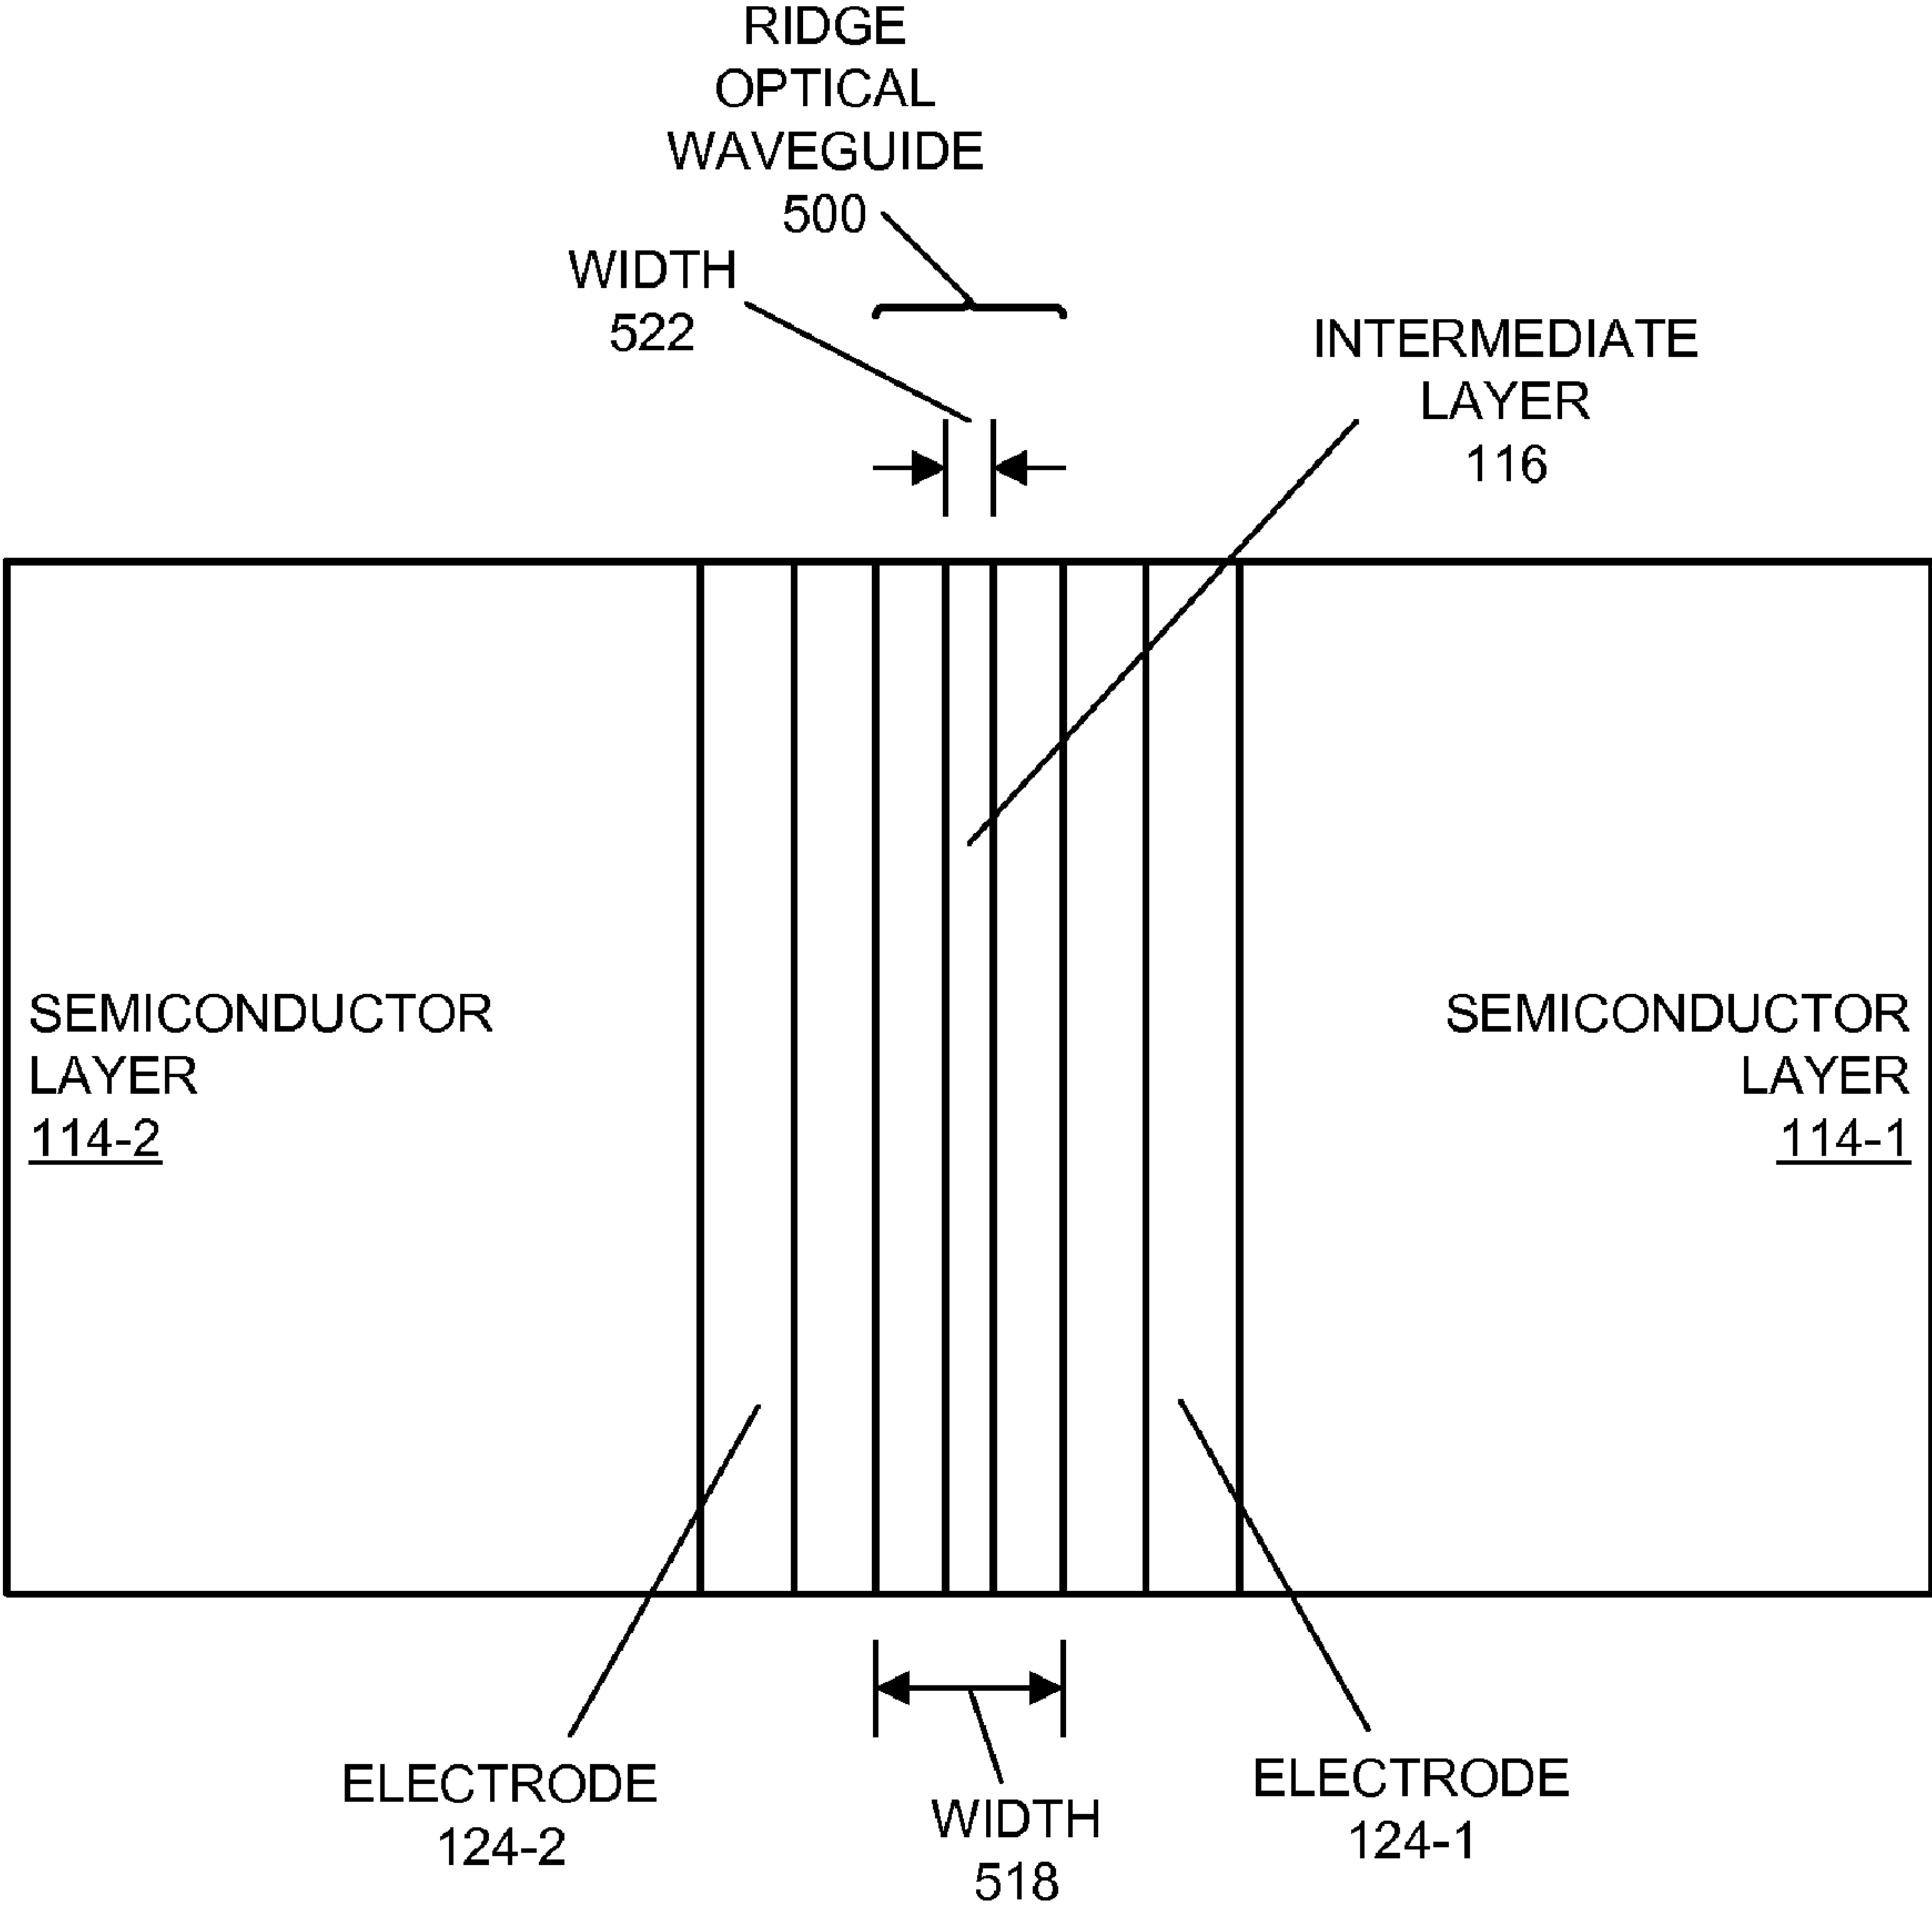 RIDGE
OPTICAL
WAVEGUIDE
500
WIDTH
522
INTERMEDIATE
LAYER
116
SEMICONDUCTOR
LAYER
114-2
SEMICONDUCTOR
LAYER
114-1
ELECTRODE
124-2
WIDTH
518
ELECTRODE
124-1